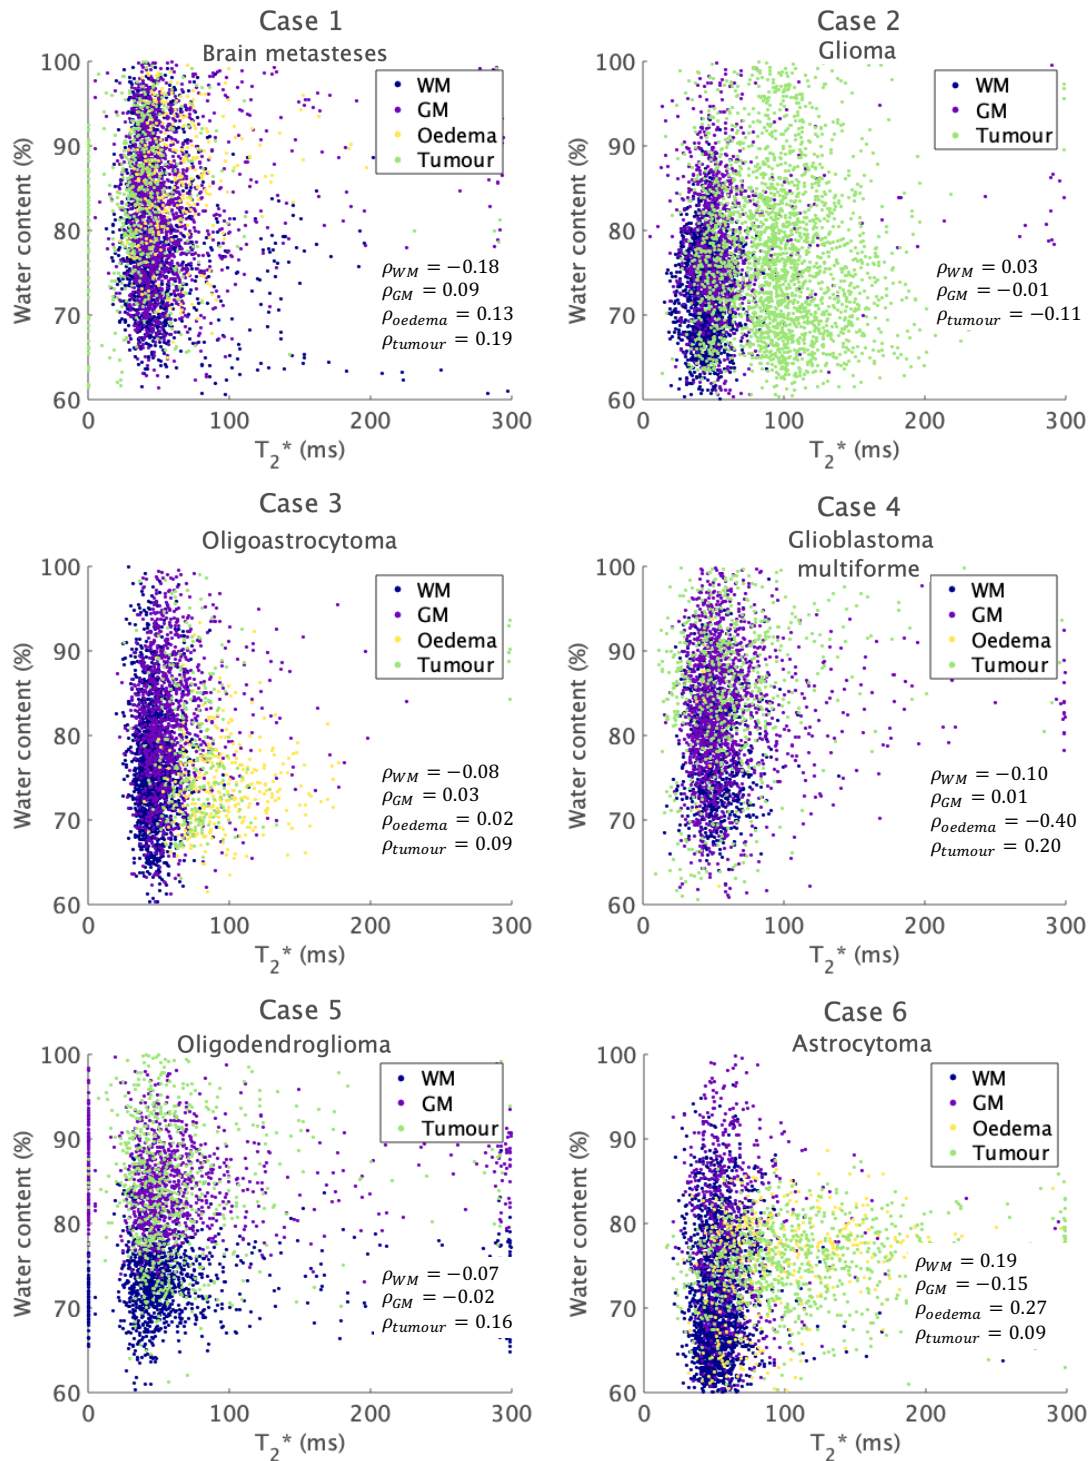 Case 1
Brain metasteses
100
90
80
70
60
0
100
200
300
Water content (%)
T2* (ms)
WM
GM
Oedema
Tumour
ρWM = −0.18
ρGM = 0.09
ρoedema = 0.13
ρtumour = 0.19
Case 2
Glioma
100
90
80
70
60
0
100
200
300
Water content (%)
T2* (ms)
WM
GM
Tumour
ρWM = 0.03
ρGM = −0.01
ρtumour = −0.11
Case 3
Oligoastrocytoma
100
90
80
70
60
0
100
200
300
Water content (%)
T2* (ms)
WM
GM
Oedema
Tumour
ρWM = −0.08
ρGM = 0.03
ρoedema = 0.02
ρtumour = 0.09
Case 4
Glioblastoma
multiforme
100
90
80
70
60
0
100
200
300
Water content (%)
T2* (ms)
WM
GM
Oedema
Tumour
ρWM = −0.10
ρGM = 0.01
ρoedema = −0.40
ρtumour = 0.20
Case 5
Oligodendroglioma
100
90
80
70
60
0
100
200
300
Water content (%)
T2* (ms)
WM
GM
Tumour
ρWM = −0.07
ρGM = −0.02
ρtumour = 0.16
Case 6
Astrocytoma
100
90
80
70
60
0
100
200
300
Water content (%)
T2* (ms)
WM
GM
Oedema
Tumour
ρWM = 0.19
ρGM = −0.15
ρoedema = 0.27
ρtumour = 0.09